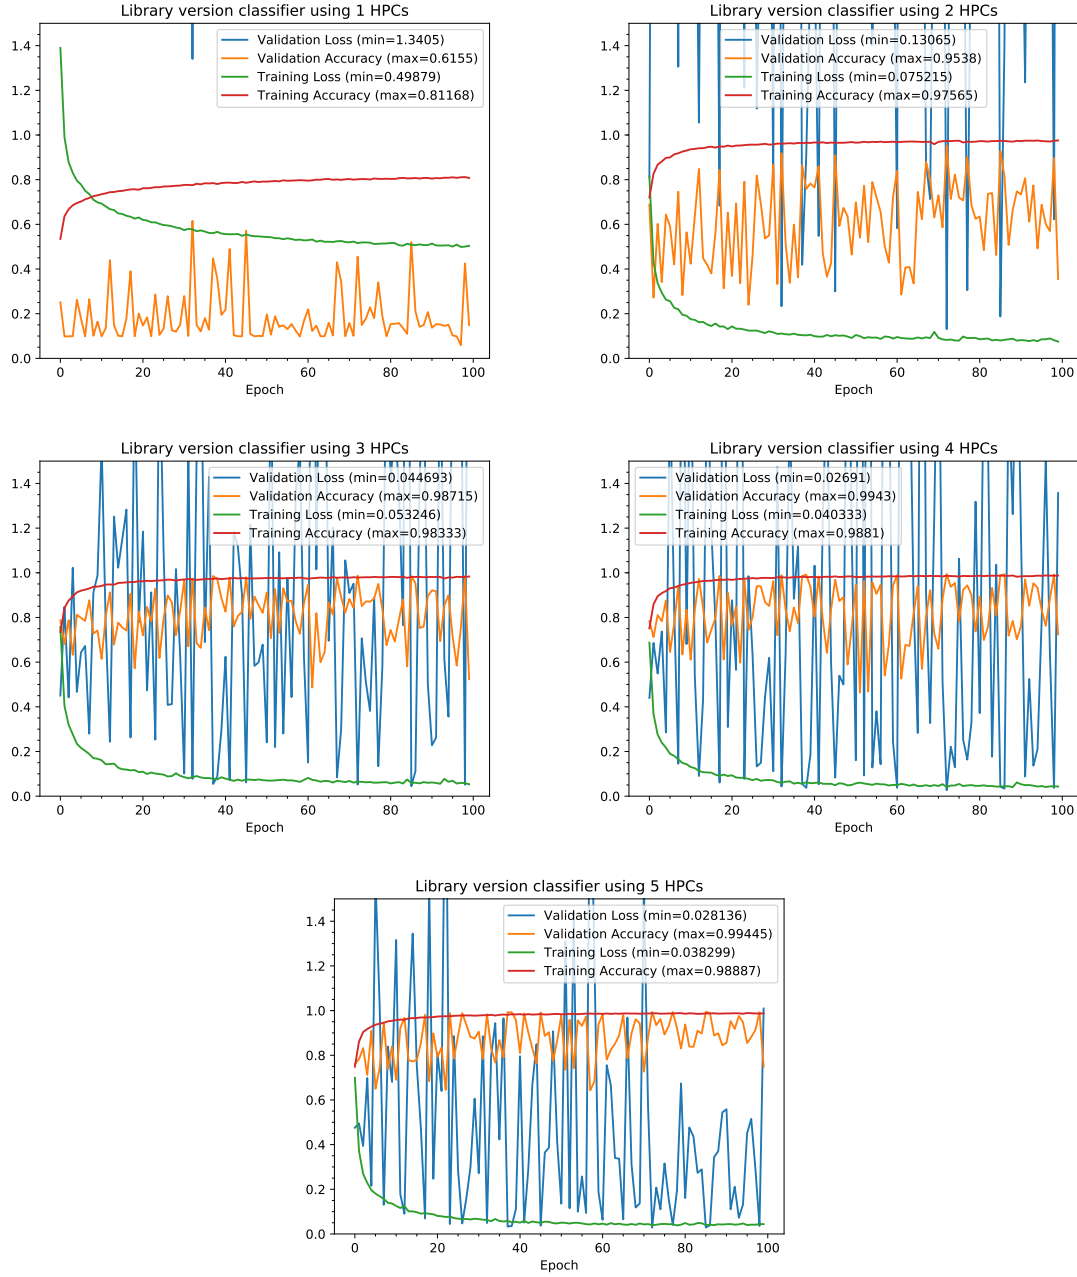 Library version classifier using 1 HPCs
Validation Loss (min=1.3405)
Validation Accuracy (max=0.6155)
Training Loss (min=0.49879)
Training Accuracy (max=0.81168)
1.4
1.2
1.0
0.8
0.6
0.4
0.2
0.0
0 20 40 60 80 100
Epoch
Library version classifier using 2 HPCs
Validation Loss (min=0.13065)
Validation Accuracy (max=0.9538)
Training Loss (min=0.075215)
Training Accuracy (max=0.97565)
1.4
1.2
1.0
0.8
0.6
0.4
0.2
0.0
0 20 40 60 80 100
Epoch
Library version classifier using 3 HPCs
Validation Loss (min=0.044693)
Validation Accuracy (max=0.98715)
Training Loss (min=0.053246)
Training Accuracy (max=0.98333)
1.4
1.2
1.0
0.8
0.6
0.4
0.2
0.0
0 20 40 60 80 100
Epoch
Library version classifier using 4 HPCs
Validation Loss (min=0.02691)
Validation Accuracy (max=0.9943)
Training Loss (min=0.040333)
Training Accuracy (max=0.9881)
1.4
1.2
1.0
0.8
0.6
0.4
0.2
0.0
0 20 40 60 80 100
Epoch
Library version classifier using 5 HPCs
Validation Loss (min=0.028136)
Validation Accuracy (max=0.99445)
Training Loss (min=0.038299)
Training Accuracy (max=0.98887)
1.4
1.2
1.0
0.8
0.6
0.4
0.2
0.0
0 20 40 60 80 100
Epoch